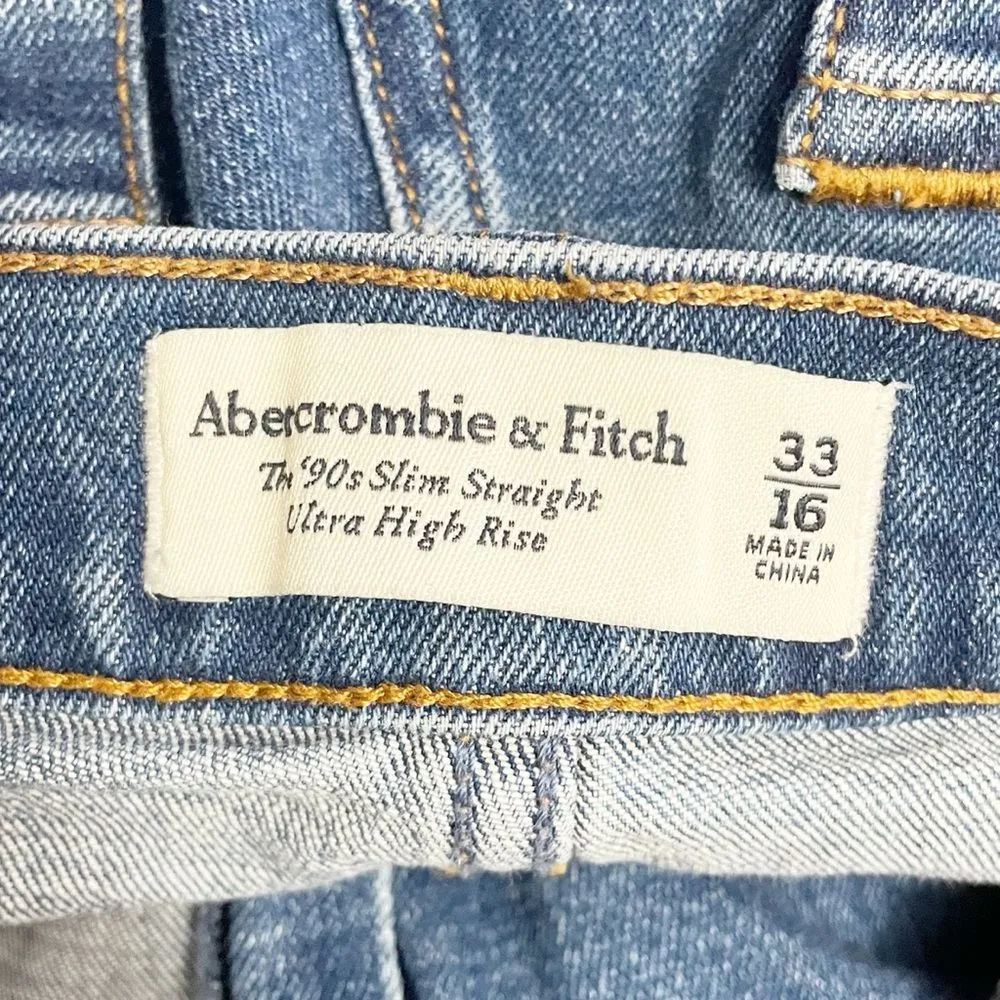 Abercrombie & Fitch
The '90s Slim Straight
Ultra High Rise
33
16
MADE IN
CHINA